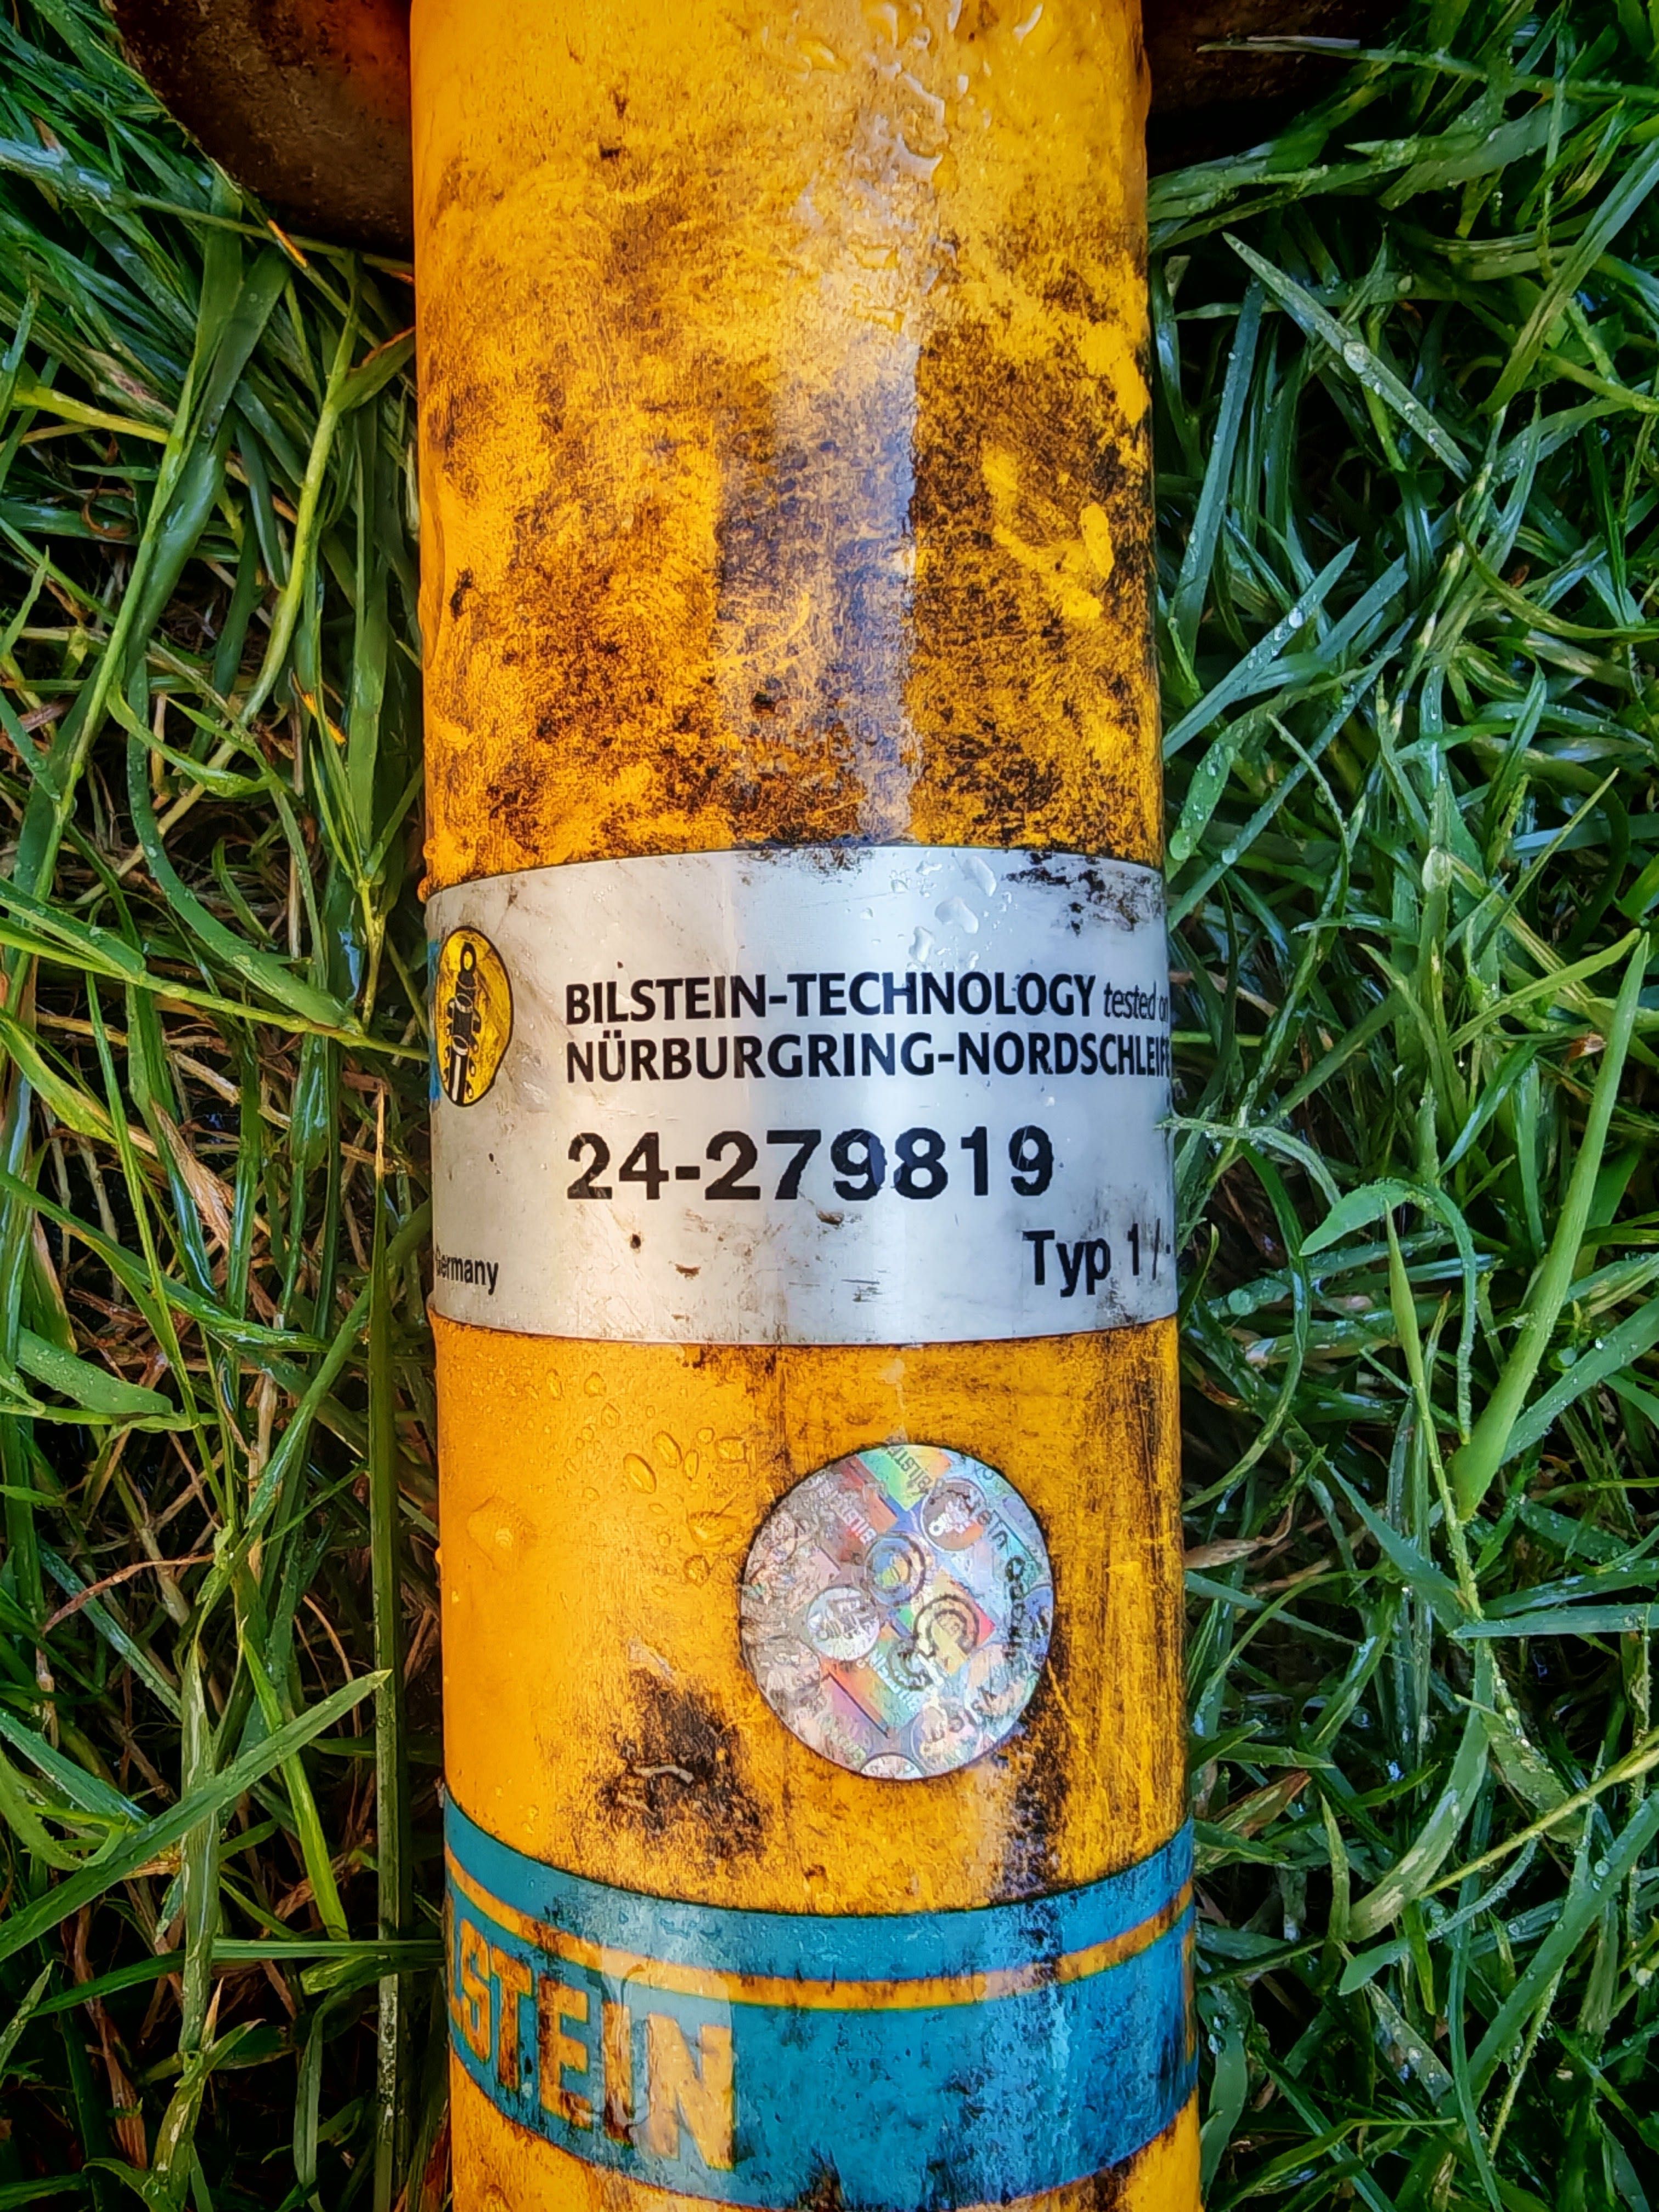 BILSTEIN-TECHNOLOGY tested on
NÜRBURGRING-NORDSCHLEIFE
24-279819
Typ 1 / -
Germany
LSTEIN